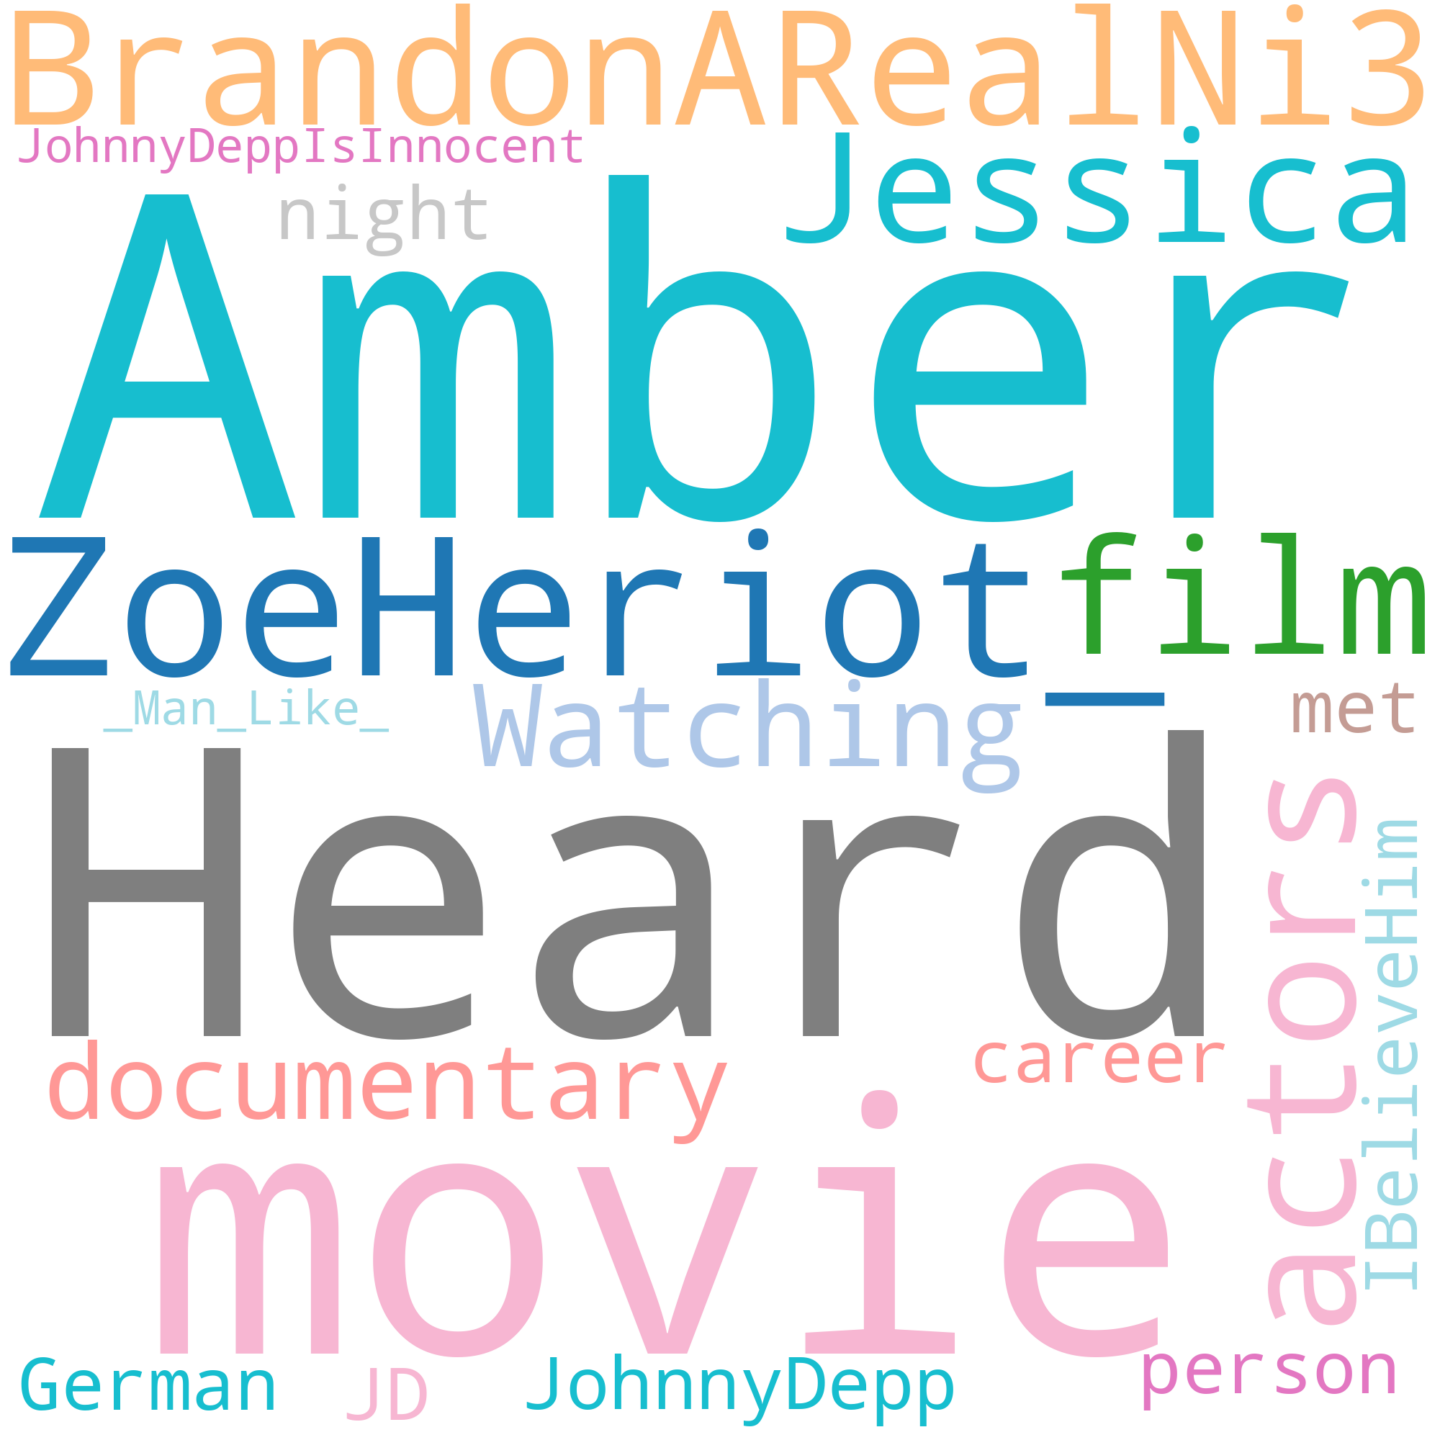 BrandonARealNi3
JohnnyDeppIsInnocent
Jessica
night
Amber
ZoeHeriot_
film
_Man_Like_
Watching
met
Heard
actors
IBelieveHim
documentary
career
movie
German
JD
JohnnyDepp
person